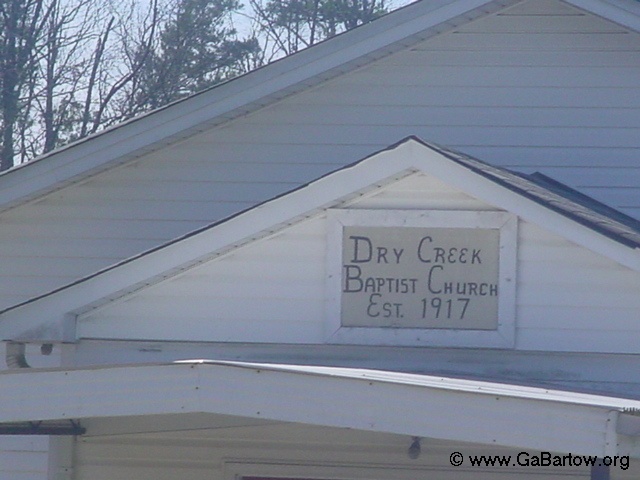 Dry Creek
Baptist Church
Est. 1917
© www.GaBartow.org